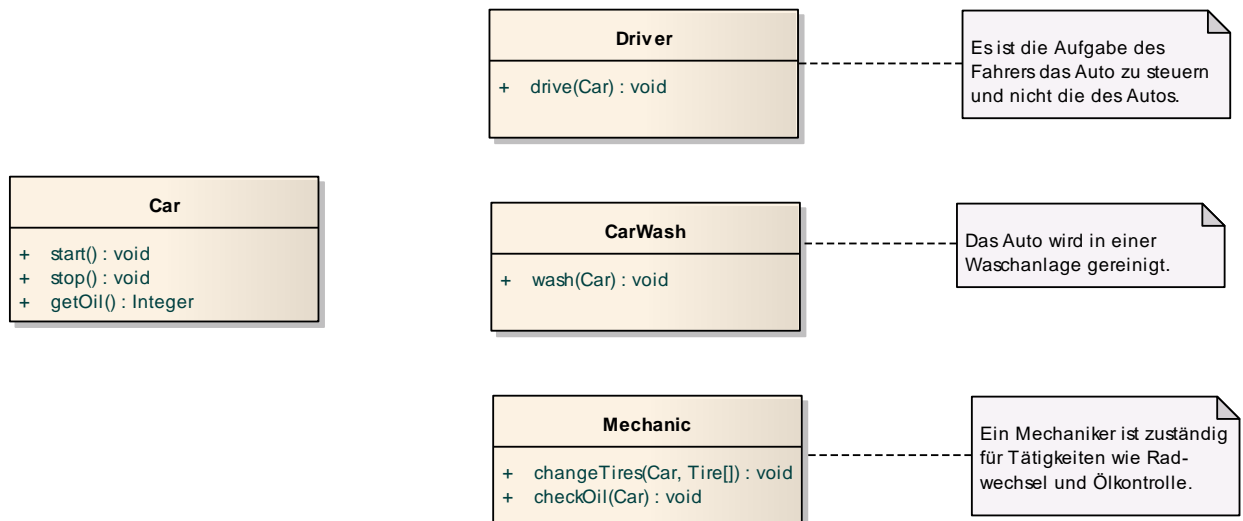 Driver
+ drive(Car) : void
Es ist die Aufgabe des
Fahrers das Auto zu steuern
und nicht die des Autos.
Car
+ start() : void
+ stop() : void
+ getOil() : Integer
CarWash
+ wash(Car) : void
Das Auto wird in einer
Waschanlage gereinigt.
Mechanic
+ changeTires(Car, Tire[]) : void
+ checkOil(Car) : void
Ein Mechaniker ist zuständig
für Tätigkeiten wie Rad-
wechsel und Ölkontrolle.